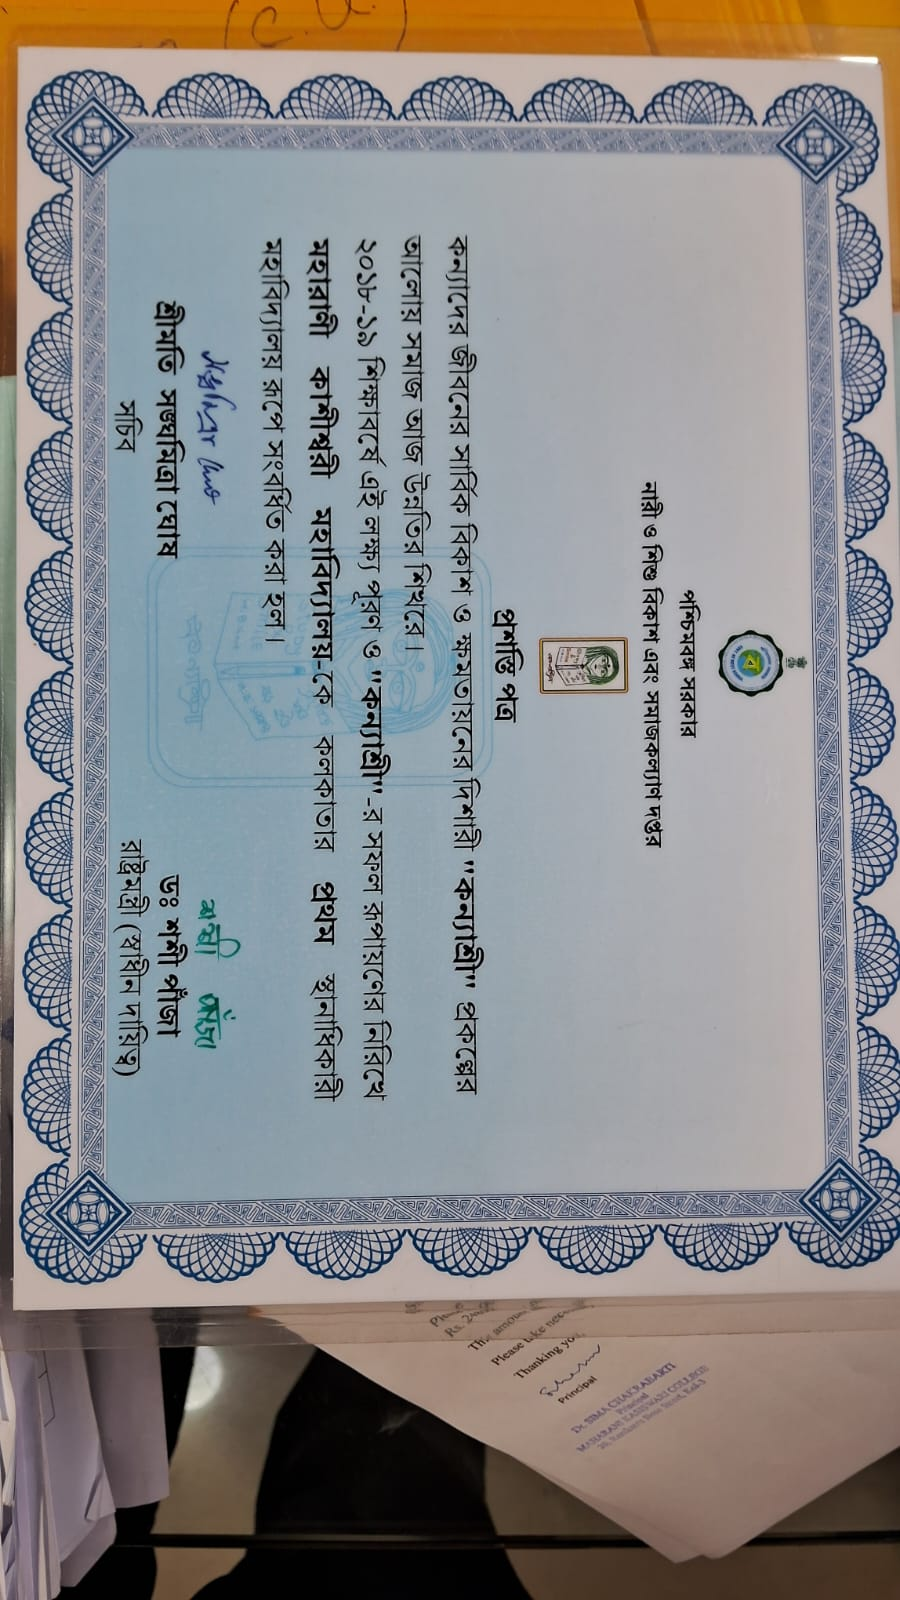 পশ্চিমবঙ্গ সরকার
নারী ও শিশু বিকাশ এবং সমাজকল্যাণ দপ্তর
প্রশস্তি পত্র
কন্যাদের জীবনের সার্বিক বিকাশ ও ক্ষমতায়নের দিশারী "কন্যাশ্রী" প্রকল্পের
আলোয় সমাজ আজ উন্নতির শিখরে।
২০১৮-১৯ শিক্ষাবর্ষে এই লক্ষ্য পূরণ ও "কন্যাশ্রী"-র সফল রূপায়ণের নিরিখে
মহারাণী কাশীশ্বরী মহাবিদ্যালয়-কে কলকাতার প্রথম স্থানাধিকারী
মহাবিদ্যালয় রূপে সংবর্ধিত করা হল।
শ্রীমতি সঙ্ঘমিত্রা ঘোষ
সচিব
শশী পাঁজা
ডঃ শশী পাঁজা
রাষ্ট্রমন্ত্রী (স্বাধীন দায়িত্ব)
(C.U.)
Rs.
Please take
Thanking you,
Principal
Dr. SIMA CHAKRABARTI
Principal
MAHARANI KASISWARI COLLEGE